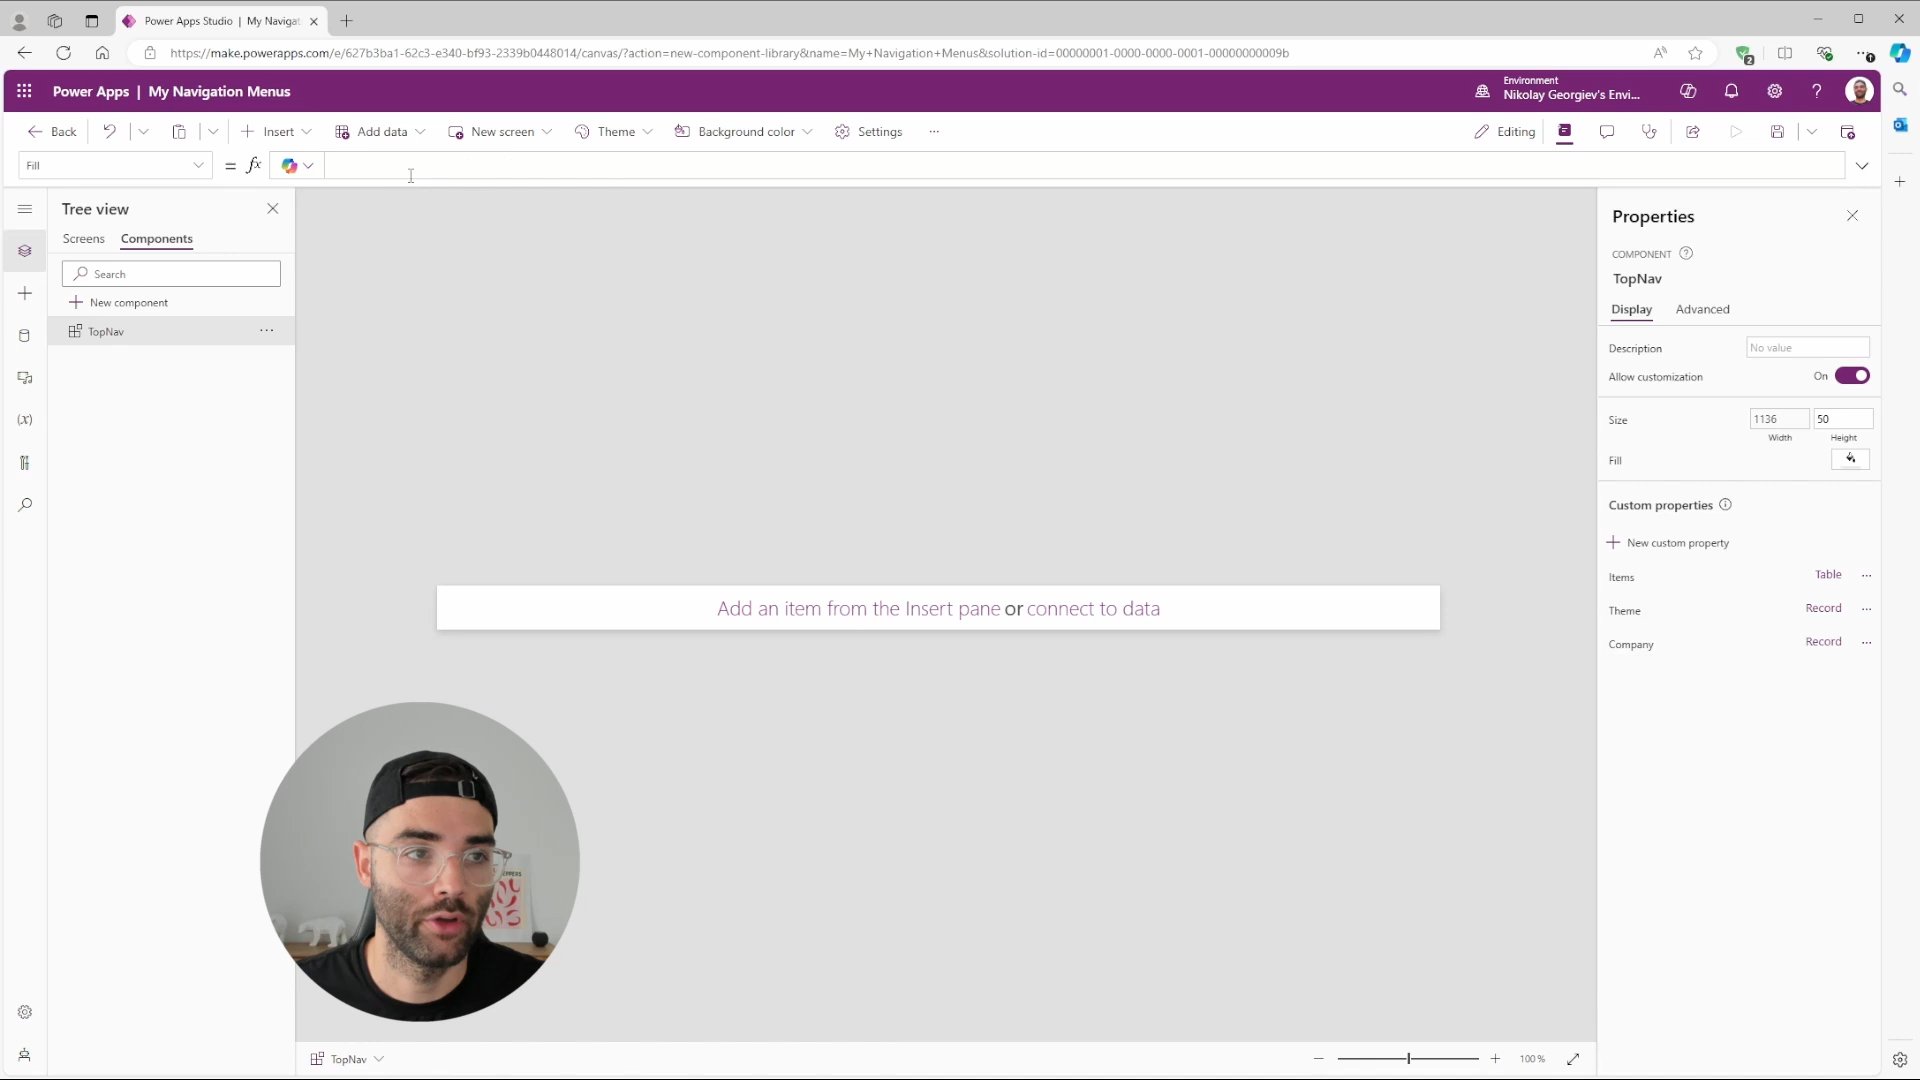 Power Apps Studio | My Navigat
https://make.powerapps.com/e/627b3ba1-62c3-e340-bf93-2339b0448014/canvas/?action=new-component-library&name=My+Navigation+Menus&solution-id=00000001-0000-0000-0001-00000000009b
2
Power Apps | My Navigation Menus
Environment
Nikolay Georgiev's Envi...
Back
Insert
Add data
New screen
Theme
Background color
Settings
Editing
Fill
= fx
Tree view
Screens
Components
Search
New component
TopNav
(x)
Add an item from the Insert pane or connect to data
Properties
COMPONENT
TopNav
Display
Advanced
Description
No value
Allow customization
On
Size
1136
50
Width
Height
Fill
Custom properties
New custom property
Items
Table
Theme
Record
Company
Record
TopNav
100 %